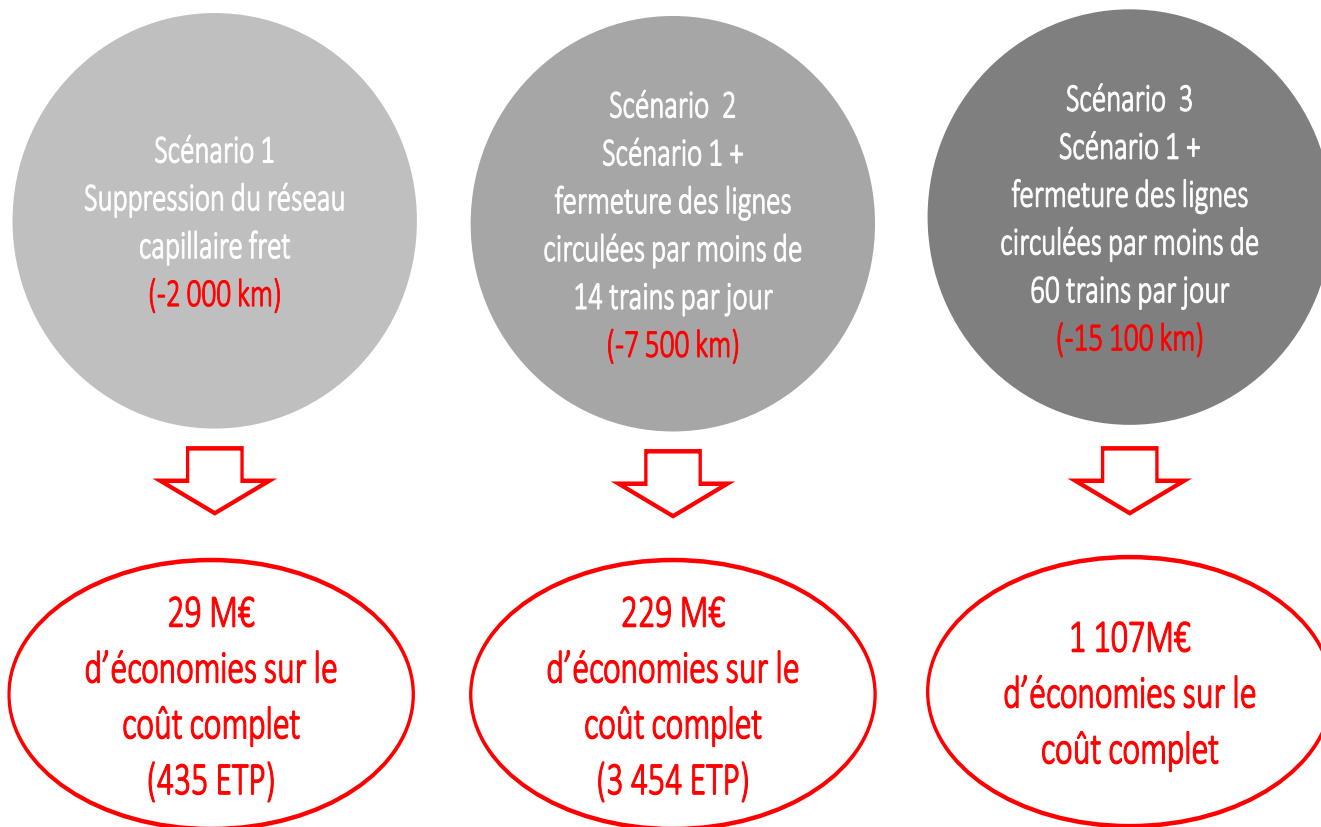 Scénario 1
Suppression du réseau
capillaire fret
(-2 000 km)
Scénario 2
Scénario 1 +
fermeture des lignes
circulées par moins de
14 trains par jour
(-7 500 km)
Scénario 3
Scénario 1 +
fermeture des lignes
circulées par moins de
60 trains par jour
(-15 100 km)
29 M€
d'économies sur le
coût complet
(435 ETP)
229 M€
d'économies sur le
coût complet
(3 454 ETP)
1 107M€
d'économies sur le
coût complet